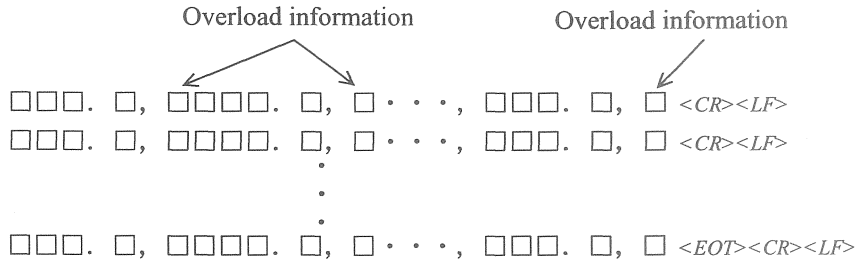 Overload information Overload information
□□□. □, □□□□. □, □ · · ·, □□□. □, □ <CR><LF>
□□□. □, □□□□. □, □ · · ·, □□□. □, □ <CR><LF>
□□□. □, □□□□. □, □ · · ·, □□□. □, □ <EOT><CR><LF>